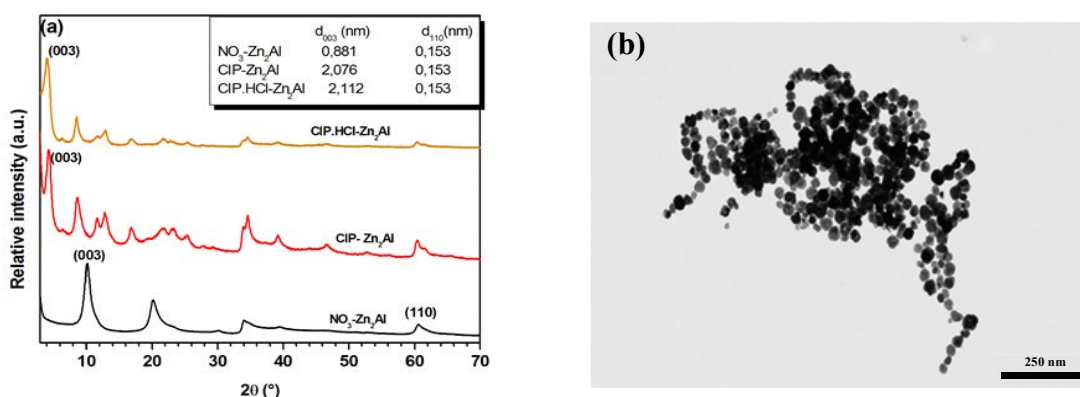 (a)
d003 (nm) d110(nm)
NO3-Zn2Al 0,881 0,153
CIP-Zn2Al 2,076 0,153
CIP.HCl-Zn2Al 2,112 0,153
(003)
CIP.HCl-Zn2Al
(003)
CIP- Zn2Al
(003)
(110)
NO3-Zn2Al
Relative intensity (a.u.)
10 20 30 40 50 60 70
2θ (°)
(b)
250 nm